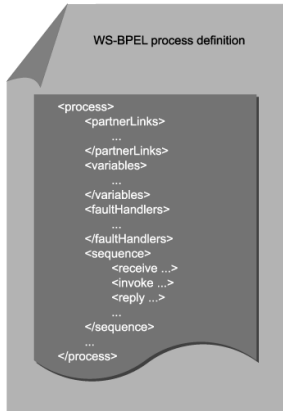 WS-BPEL process definition
<process>
<partnerLinks>
...
</partnerLinks>
<variables>
...
</variables>
<faultHandlers>
...
</faultHandlers>
<sequence>
<receive ...>
<invoke ...>
<reply ...>
...
</sequence>
...
</process>